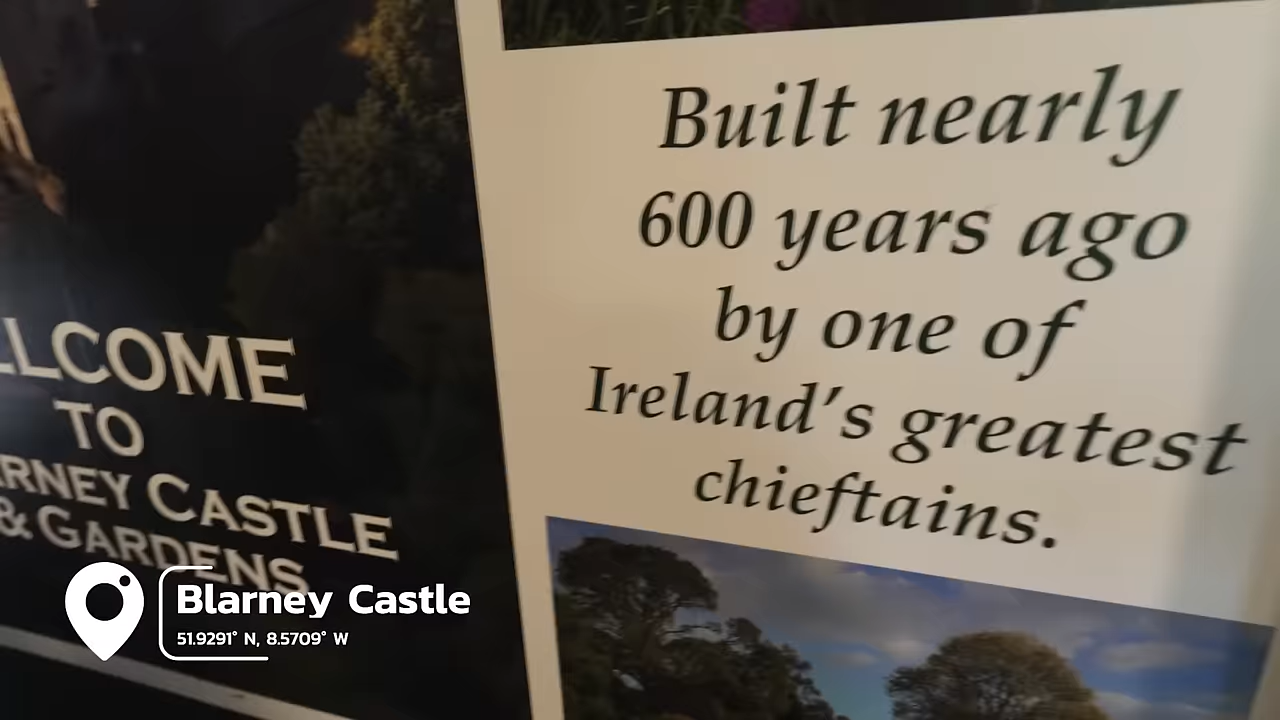 LCOME
TO
RNEY CASTLE
& GARDENS
Built nearly
600 years ago
by one of
Ireland's greatest
chieftains.
Blarney Castle
51.9291° N, 8.5709° W